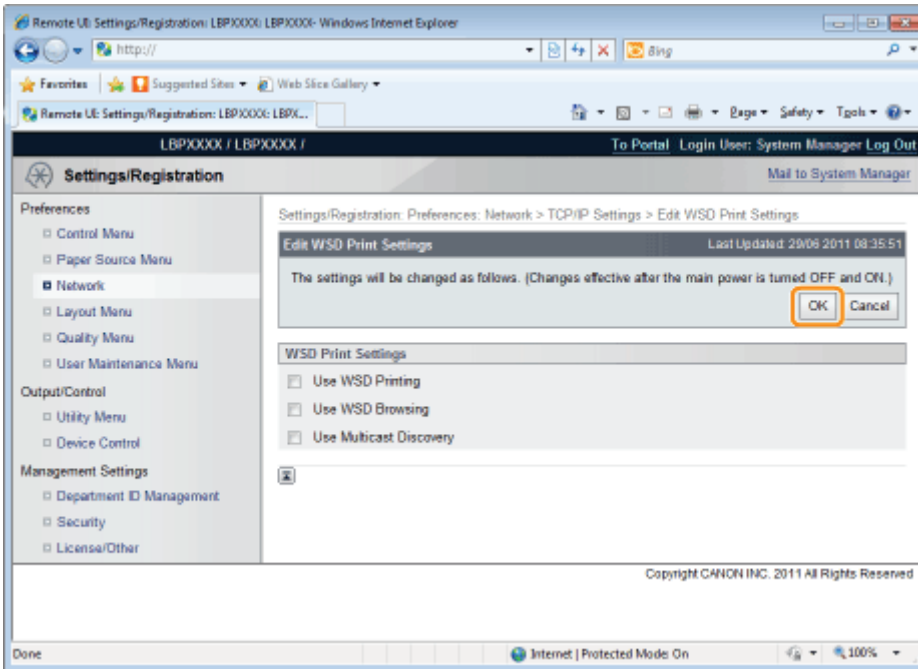 Remote UI: Settings/Registration: LBPXXXX: LBPXXXX- Windows Internet Explorer
http://
Bing
Favorites Suggested Sites Web Slice Gallery
Remote UI: Settings/Registration: LBPXXXX: LBPX... Page Safety Tools
LBPXXXX / LBPXXXX / To Portal Login User: System Manager Log Out
Settings/Registration Mail to System Manager
Preferences
Control Menu
Paper Source Menu
Network
Layout Menu
Quality Menu
User Maintenance Menu
Output/Control
Utility Menu
Device Control
Management Settings
Department ID Management
Security
License/Other
Settings/Registration: Preferences: Network > TCP/IP Settings > Edit WSD Print Settings
Edit WSD Print Settings Last Updated: 29/06 2011 08:35:51
The settings will be changed as follows. (Changes effective after the main power is turned OFF and ON.)
OK Cancel
WSD Print Settings
Use WSD Printing
Use WSD Browsing
Use Multicast Discovery
Copyright CANON INC. 2011 All Rights Reserved
Done Internet | Protected Mode: On 100%